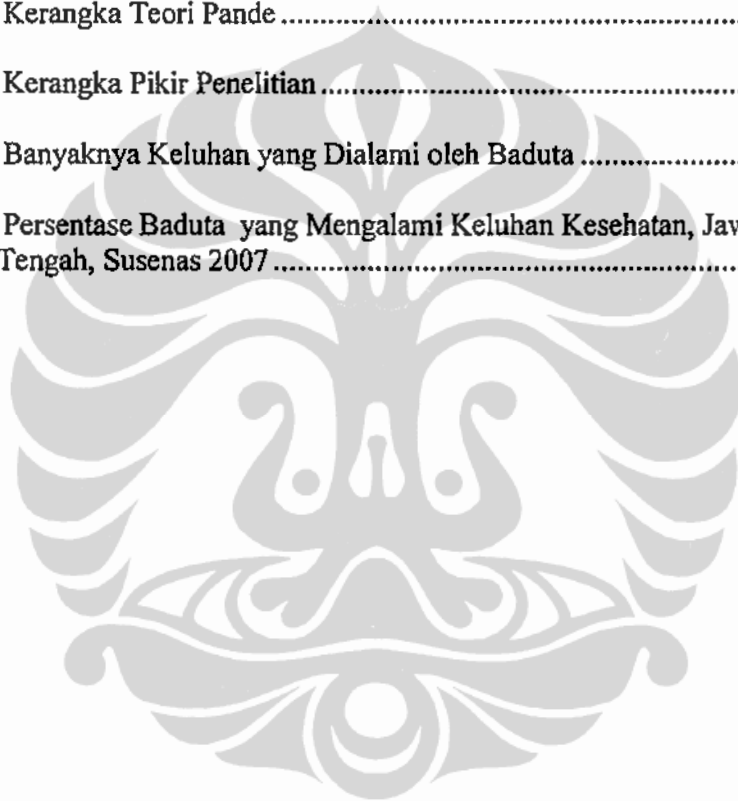 Kerangka Teori Pande ..........................................................
Kerangka Pikir Penelitian .....................................................
Banyaknya Keluhan yang Dialami oleh Baduta ....................
Persentase Baduta yang Mengalami Keluhan Kesehatan,
Tengah, Susenas 2007 ..........................................................